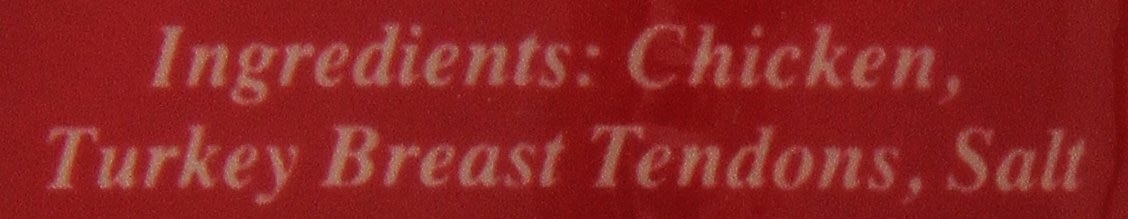 Ingredients: Chicken,
Turkey Breast Tendons, Salt